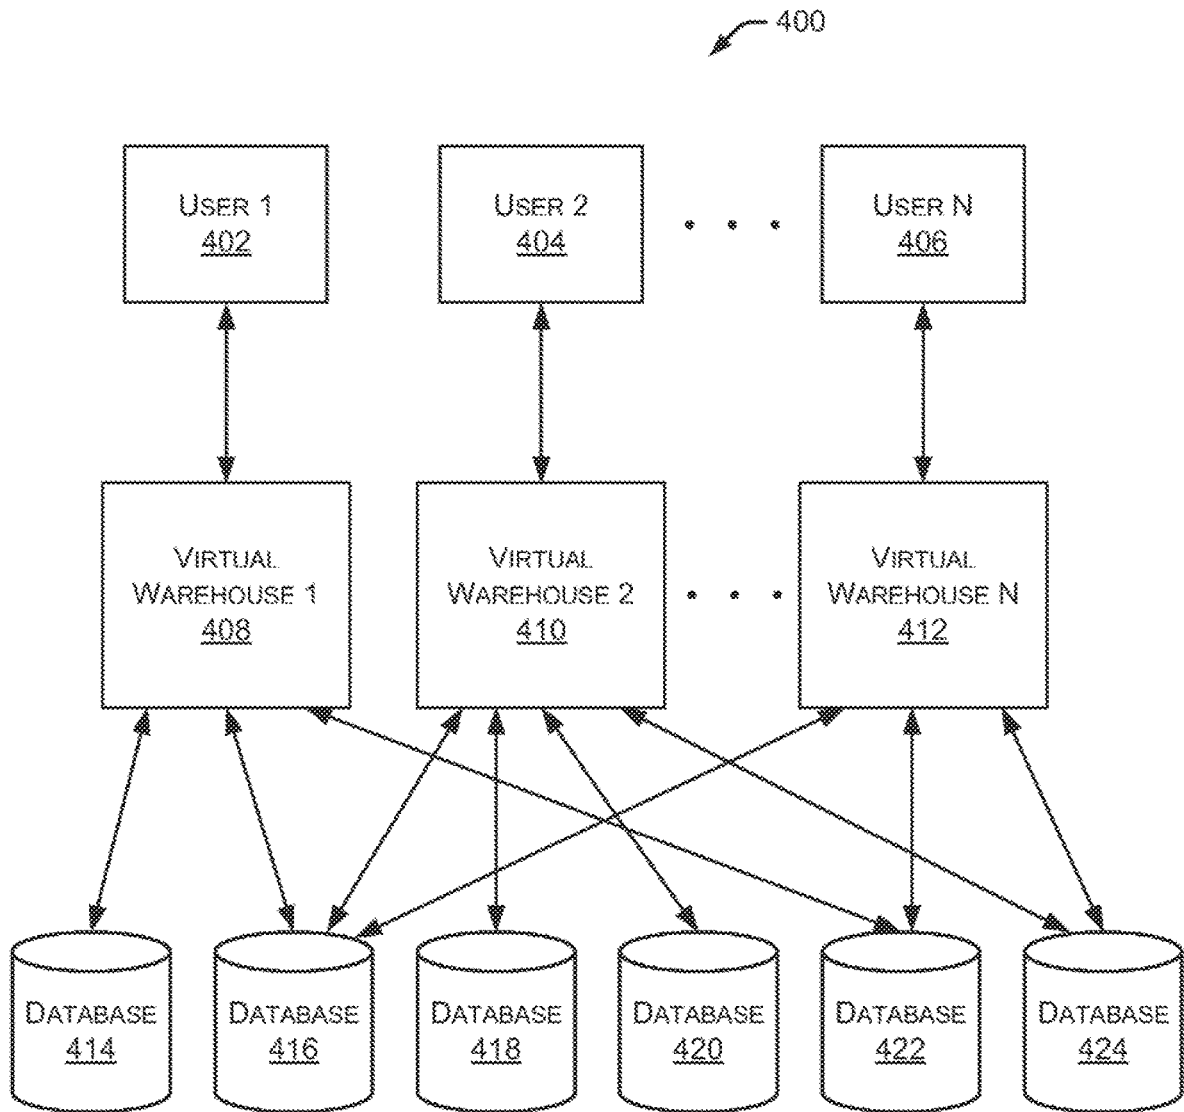 400
USER 1
402
USER 2
404
USER N
406
VIRTUAL
WAREHOUSE 1
408
VIRTUAL
WAREHOUSE 2
410
VIRTUAL
WAREHOUSE N
412
DATABASE
414
DATABASE
416
DATABASE
418
DATABASE
420
DATABASE
422
DATABASE
424